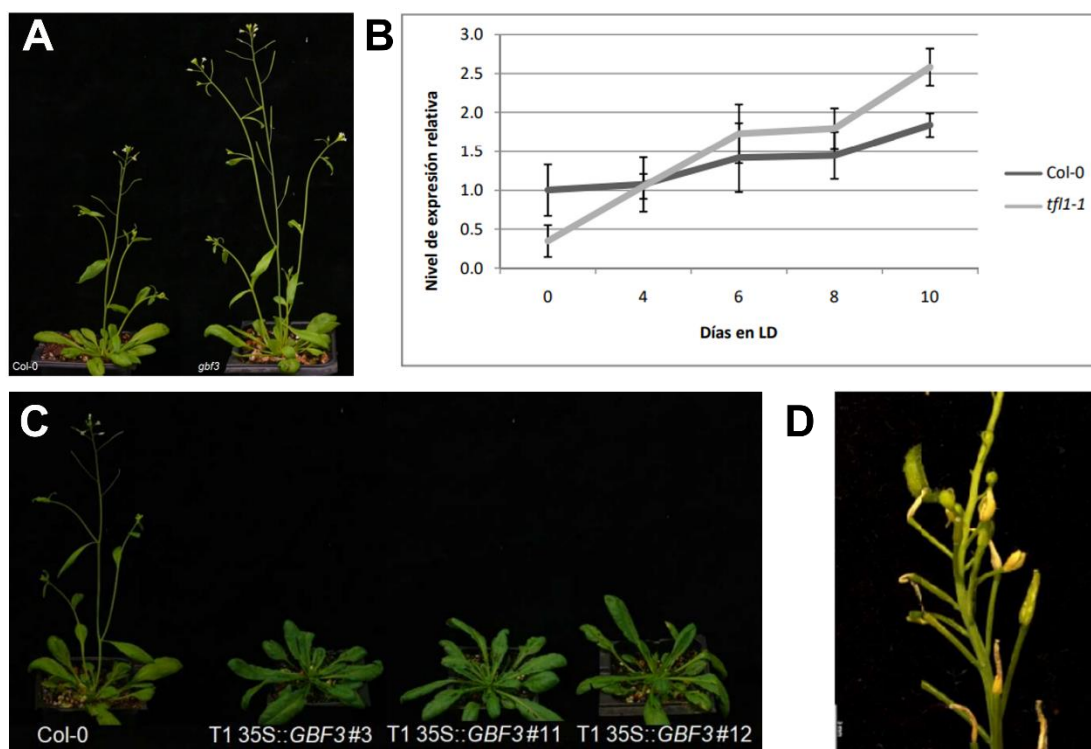 A
Col-0
gbf3
B
Nivel de expresión relativa
3.0
2.5
2.0
1.5
1.0
0.5
0.0
0 4 6 8 10
Días en LD
Col-0
tfl1-1
C
Col-0 T1 35S::GBF3#3 T1 35S::GBF3#11 T1 35S::GBF3#12
D